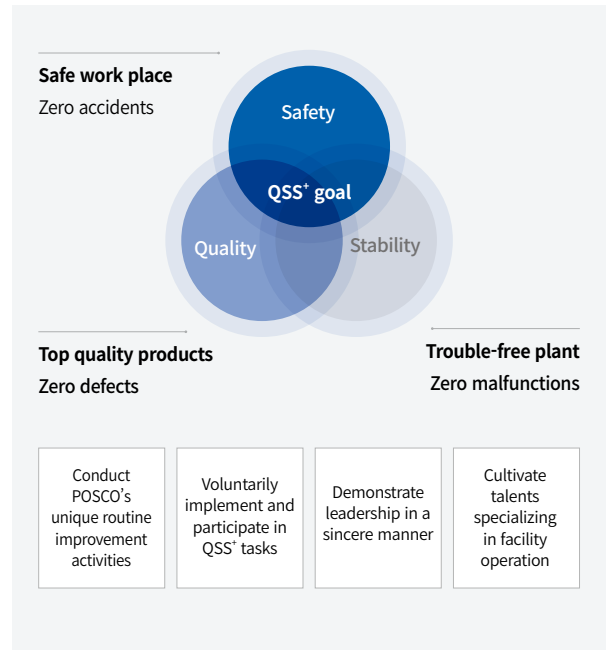 Safe work place
Zero accidents
Safety
QSS⁺ goal
Quality
Stability
Top quality products
Zero defects
Trouble-free plant
Zero malfunctions
Conduct
POSCO's
unique routine
improvement
activities
Voluntarily
implement and
participate in
QSS⁺ tasks
Demonstrate
leadership in a
sincere manner
Cultivate
talents
specializing
in facility
operation